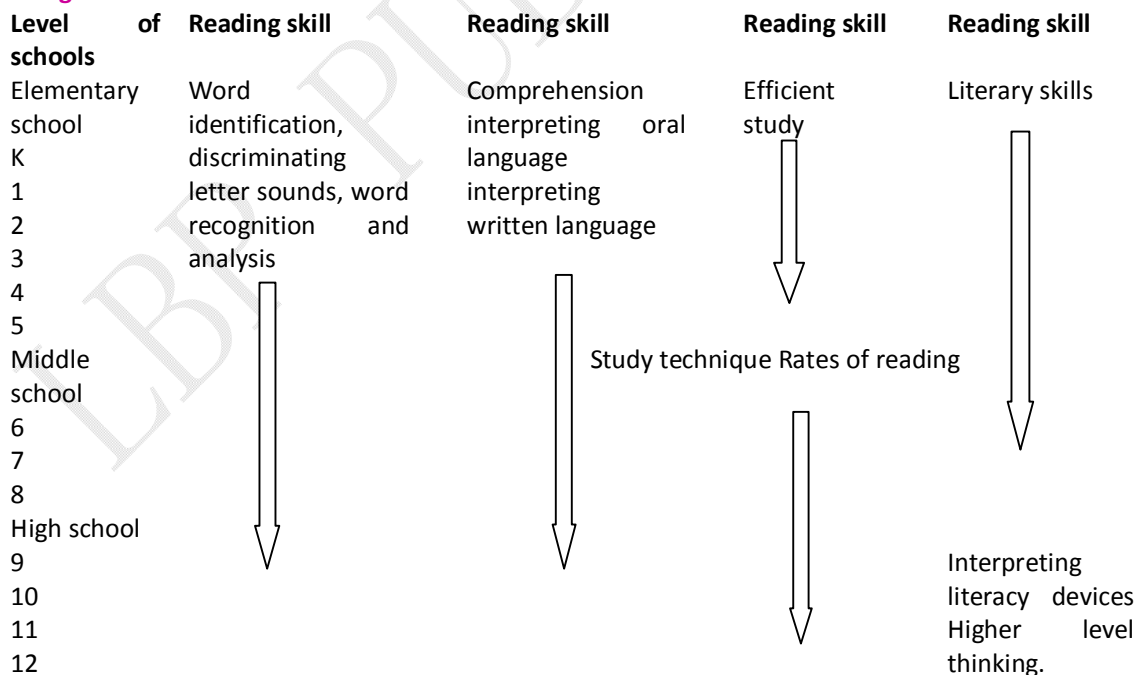 Level of schools Reading skill Reading skill Reading skill Reading skill
Elementary school
K
1
2
3
4
5
Middle school
6
7
8
High school
9
10
11
12
Word
identification,
discriminating
letter sounds, word
recognition and
analysis
Comprehension
interpreting oral
language
interpreting
written language
Efficient
study
Study technique Rates of reading
Literary skills
Interpreting
literacy devices
Higher level
thinking.
LBP PU